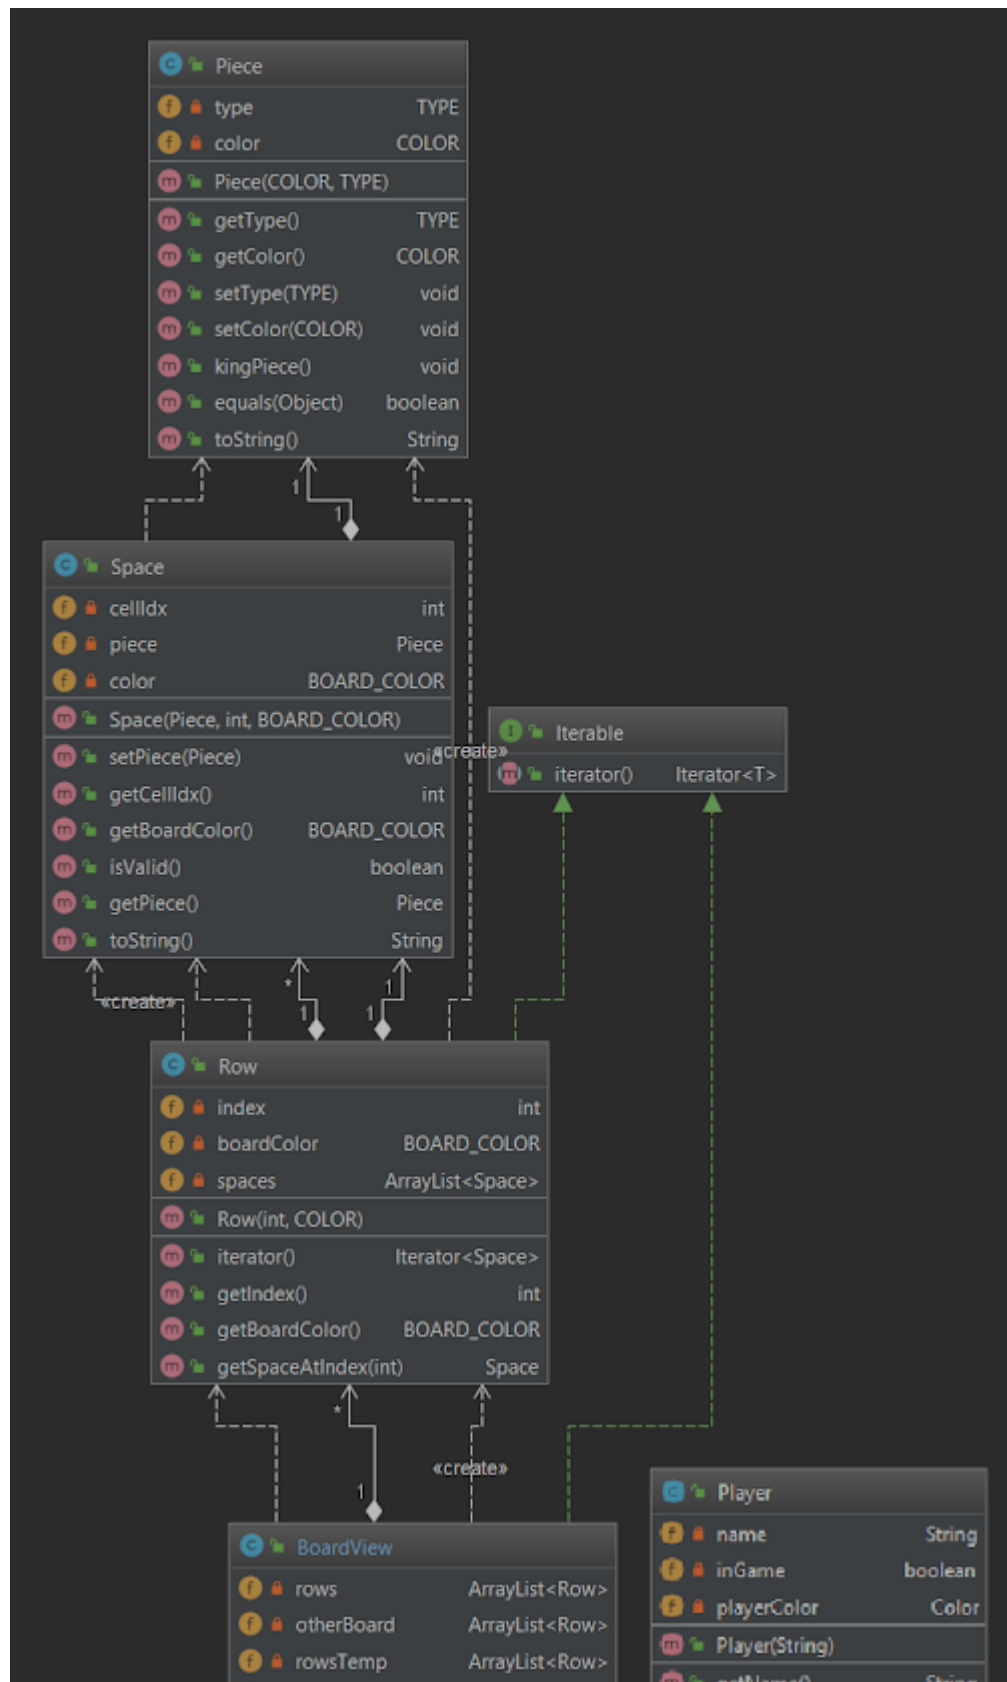 C Piece
f type TYPE
f color COLOR
m Piece(COLOR, TYPE)
m getType() TYPE
m getColor() COLOR
m setType(TYPE) void
m setColor(COLOR) void
m kingPiece() void
m equals(Object) boolean
m toString() String
1
1
C Space
f cellIdx int
f piece Piece
f color BOARD_COLOR
m Space(Piece, int, BOARD_COLOR)
m setPiece(Piece) void
m getCellIdx() int
m getBoardColor() BOARD_COLOR
m isValid() boolean
m getPiece() Piece
m toString() String
«create»
I Iterable
m iterator() Iterator<T>
«create»
* 1
1 1
C Row
f index int
f boardColor BOARD_COLOR
f spaces ArrayList<Space>
m Row(int, COLOR)
m iterator() Iterator<Space>
m getIndex() int
m getBoardColor() BOARD_COLOR
m getSpaceAtIndex(int) Space
*
«create»
1
C BoardView
f rows ArrayList<Row>
f otherBoard ArrayList<Row>
f rowsTemp ArrayList<Row>
C Player
f name String
f inGame boolean
f playerColor Color
m Player(String)
m getName() String